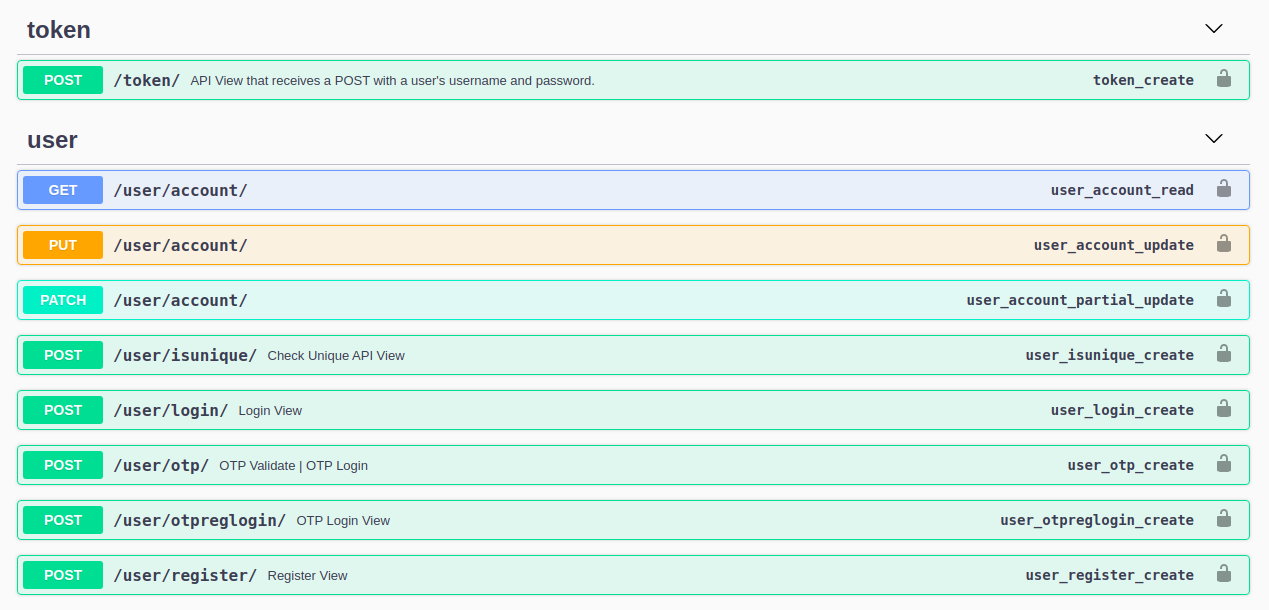 token
POST /token/ API View that receives a POST with a user's username and password. token_create
user
GET /user/account/ user_account_read
PUT /user/account/ user_account_update
PATCH /user/account/ user_account_partial_update
POST /user/isunique/ Check Unique API View user_isunique_create
POST /user/login/ Login View user_login_create
POST /user/otp/ OTP Validate | OTP Login user_otp_create
POST /user/otpreglogin/ OTP Login View user_otpreglogin_create
POST /user/register/ Register View user_register_create